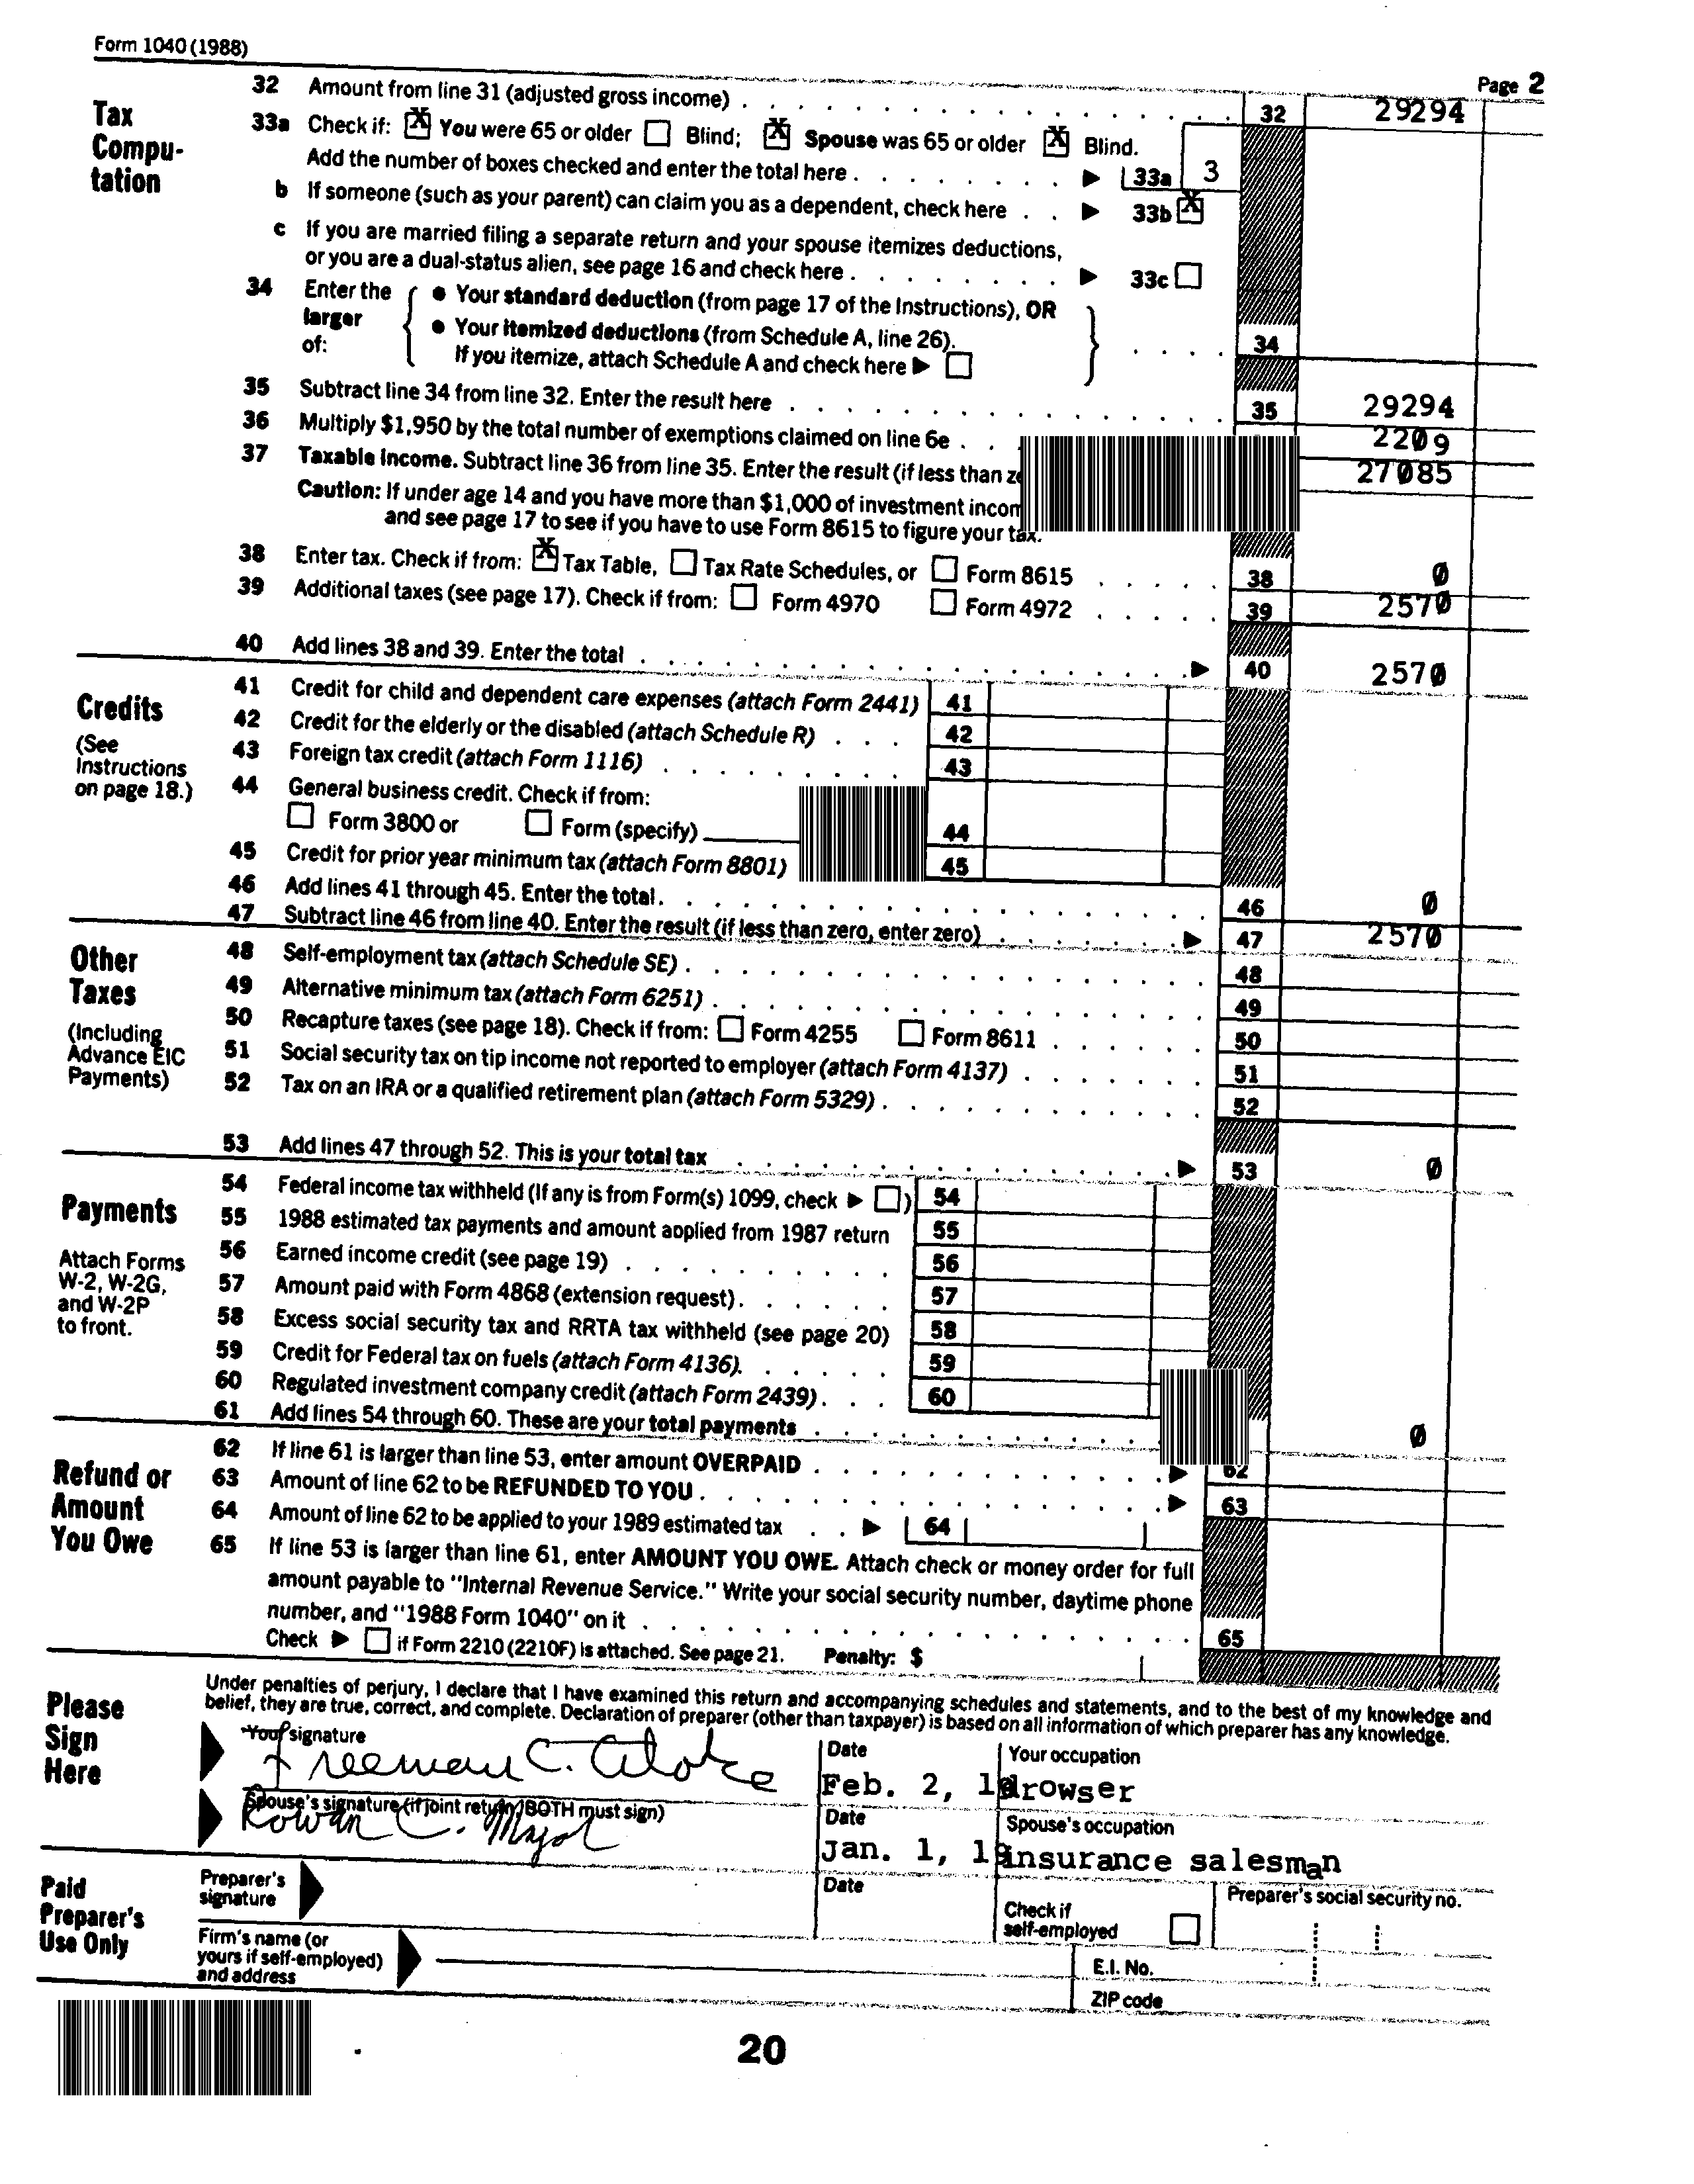 Form 1040 (1988)
Page 2
Tax
Compu-
tation
32 Amount from line 31 (adjusted gross income) . . . . . . . . . . . . 32 29294
33a Check if: X You were 65 or older ☐ Blind; X Spouse was 65 or older X Blind.
Add the number of boxes checked and enter the total here . . . . . . . ▶ 33a 3
b If someone (such as your parent) can claim you as a dependent, check here . . ▶ 33b X
c If you are married filing a separate return and your spouse itemizes deductions,
or you are a dual-status alien, see page 16 and check here . . . . . . . ▶ 33c ☐
34 Enter the larger of:
● Your standard deduction (from page 17 of the Instructions), OR
● Your itemized deductions (from Schedule A, line 26).
If you itemize, attach Schedule A and check here ▶ ☐ . . . . 34
35 Subtract line 34 from line 32. Enter the result here . . . . . . . . . . . . 35 29294
36 Multiply $1,950 by the total number of exemptions claimed on line 6e . . 2209
37 Taxable income. Subtract line 36 from line 35. Enter the result (if less than 27085
Caution: If under age 14 and you have more than $1,000 of investment
and see page 17 to see if you have to use Form 8615 to figure your tax.
38 Enter tax. Check if from: X Tax Table, ☐ Tax Rate Schedules, or ☐ Form 8615 . . . . . 38 0
39 Additional taxes (see page 17). Check if from: ☐ Form 4970 ☐ Form 4972 . . . . . 39 2570
40 Add lines 38 and 39. Enter the total . . . . . . . . . . . . ▶ 40 2570
Credits
(See
Instructions
on page 18.)
41 Credit for child and dependent care expenses (attach Form 2441) 41
42 Credit for the elderly or the disabled (attach Schedule R) . . . 42
43 Foreign tax credit (attach Form 1116) . . . . . . . . 43
44 General business credit. Check if from:
☐ Form 3800 or ☐ Form (specify) 44
45 Credit for prior year minimum tax (attach Form 8801) 45
46 Add lines 41 through 45. Enter the total . . . . . . . . . . . . 46 0
47 Subtract line 46 from line 40. Enter the result (if less than zero, enter zero) . . . . . . ▶ 47 2570
Other
Taxes
(Including
Advance EIC
Payments)
48 Self-employment tax (attach Schedule SE) . . . . . . . . . . . . 48
49 Alternative minimum tax (attach Form 6251) . . . . . . . . . . . . 49
50 Recapture taxes (see page 18). Check if from: ☐ Form 4255 ☐ Form 8611 . . . . . . 50
51 Social security tax on tip income not reported to employer (attach Form 4137) . . . . . . 51
52 Tax on an IRA or a qualified retirement plan (attach Form 5329) . . . . . . . . . . 52
53 Add lines 47 through 52. This is your total tax . . . . . . . . . . . . ▶ 53 0
Payments
Attach Forms
W-2, W-2G,
and W-2P
to front.
54 Federal income tax withheld (If any is from Form(s) 1099, check ▶ ☐ ) 54
55 1988 estimated tax payments and amount applied from 1987 return 55
56 Earned income credit (see page 19) . . . . . . . . . 56
57 Amount paid with Form 4868 (extension request) . . . . . . 57
58 Excess social security tax and RRTA tax withheld (see page 20) 58
59 Credit for Federal tax on fuels (attach Form 4136). . . . . . 59
60 Regulated investment company credit (attach Form 2439) . . . 60
61 Add lines 54 through 60. These are your total payments . . . . . . . . . . 0
Refund or
Amount
You Owe
62 If line 61 is larger than line 53, enter amount OVERPAID . . . . . . . . . . ▶ 62
63 Amount of line 62 to be REFUNDED TO YOU . . . . . . . . . . . . ▶ 63
64 Amount of line 62 to be applied to your 1989 estimated tax . . ▶ 64
65 If line 53 is larger than line 61, enter AMOUNT YOU OWE. Attach check or money order for full
amount payable to "Internal Revenue Service." Write your social security number, daytime phone
number, and "1988 Form 1040" on it . . . . . . . . . . . . . . 65
Check ▶ ☐ if Form 2210 (2210F) is attached. See page 21. Penalty: $
Please
Sign
Here
Under penalties of perjury, I declare that I have examined this return and accompanying schedules and statements, and to the best of my knowledge and
belief, they are true, correct, and complete. Declaration of preparer (other than taxpayer) is based on all information of which preparer has any knowledge.
Your signature Date Your occupation
Freeman C. Feb. 2, 19 drowser
Spouse's signature (if joint return, BOTH must sign) Date Spouse's occupation
Rowan C. Major Jan. 1, 19 insurance salesman
Paid
Preparer's
Use Only
Preparer's signature Date Check if self-employed ☐ Preparer's social security no.
Firm's name (or
yours if self-employed)
and address
E.I. No.
ZIP code
20